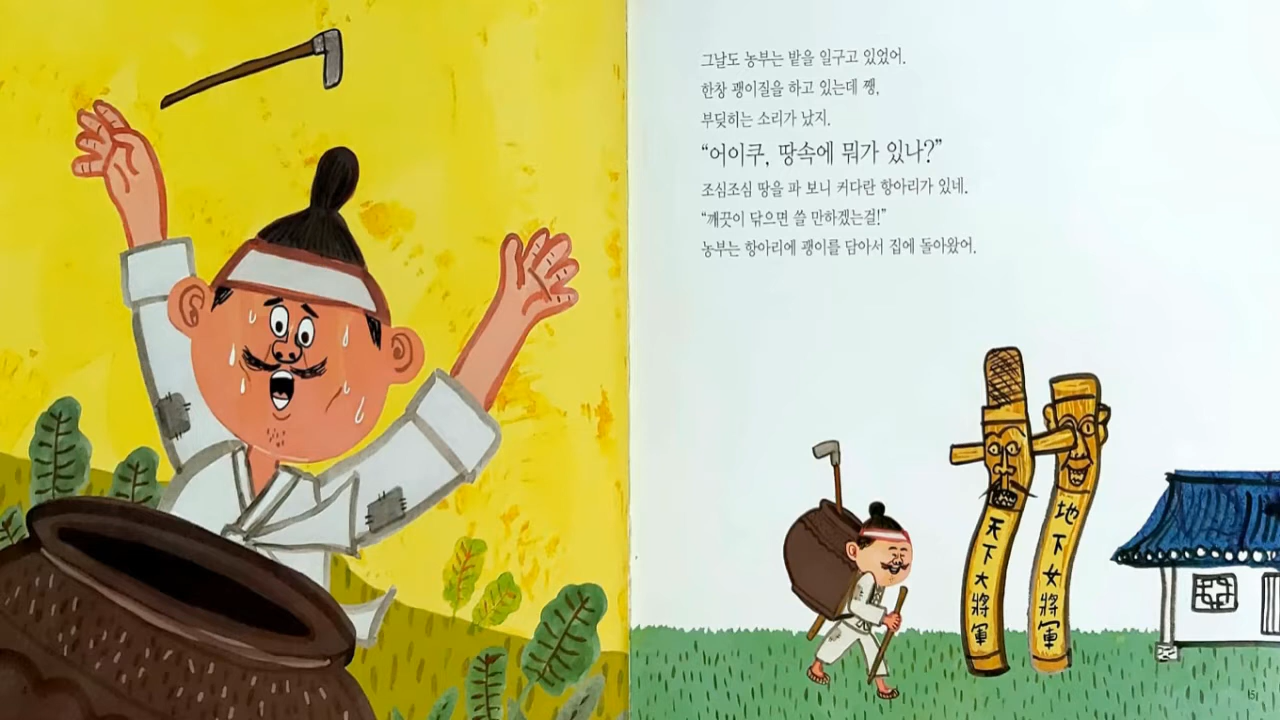 그날도 농부는 밭을 일구고 있었어.
한창 괭이질을 하고 있는데 쨍,
부딪히는 소리가 났지.
“어이쿠, 땅속에 뭐가 있나?”
조심조심 땅을 파 보니 커다란 항아리가 있네.
“깨끗이 닦으면 쓸 만하겠는걸!”
농부는 항아리에 괭이를 담아서 집에 돌아왔어.
天下大將軍
地下女將軍